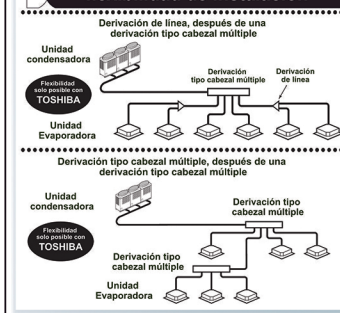 Derivación de línea, después de una
derivación tipo cabezal múltiple
Unidad
condensadora
Flexibilidad
solo posible con
TOSHIBA
Derivación
tipo cabezal múltiple
Derivación
de línea
Unidad
Evaporadora
Derivación tipo cabezal múltiple, después de una
derivación tipo cabezal múltiple
Unidad
condensadora
Derivación tipo
cabezal múltiple
Flexibilidad
solo posible con
TOSHIBA
Derivación tipo
cabezal múltiple
Unidad
Evaporadora